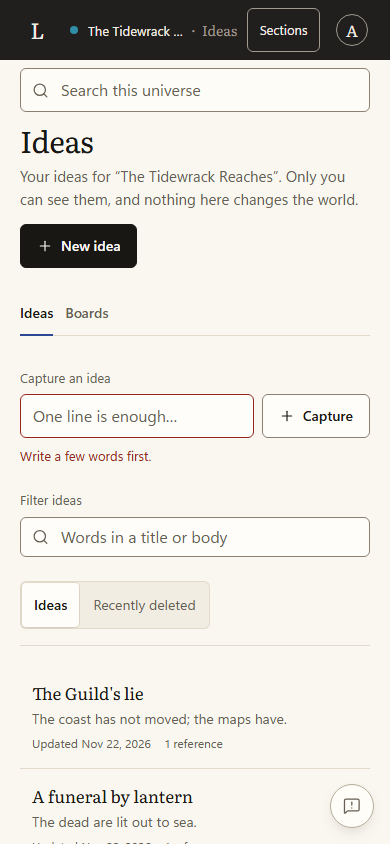 L
The Tidewrack ... · Ideas
Sections
A
Search this universe
Ideas
Your ideas for “The Tidewrack Reaches”. Only you
can see them, and nothing here changes the world.
+ New idea
Ideas
Boards
Capture an idea
One line is enough...
+ Capture
Write a few words first.
Filter ideas
Words in a title or body
Ideas
Recently deleted
The Guild's lie
The coast has not moved; the maps have.
Updated Nov 22, 2026 1 reference
A funeral by lantern
The dead are lit out to sea.